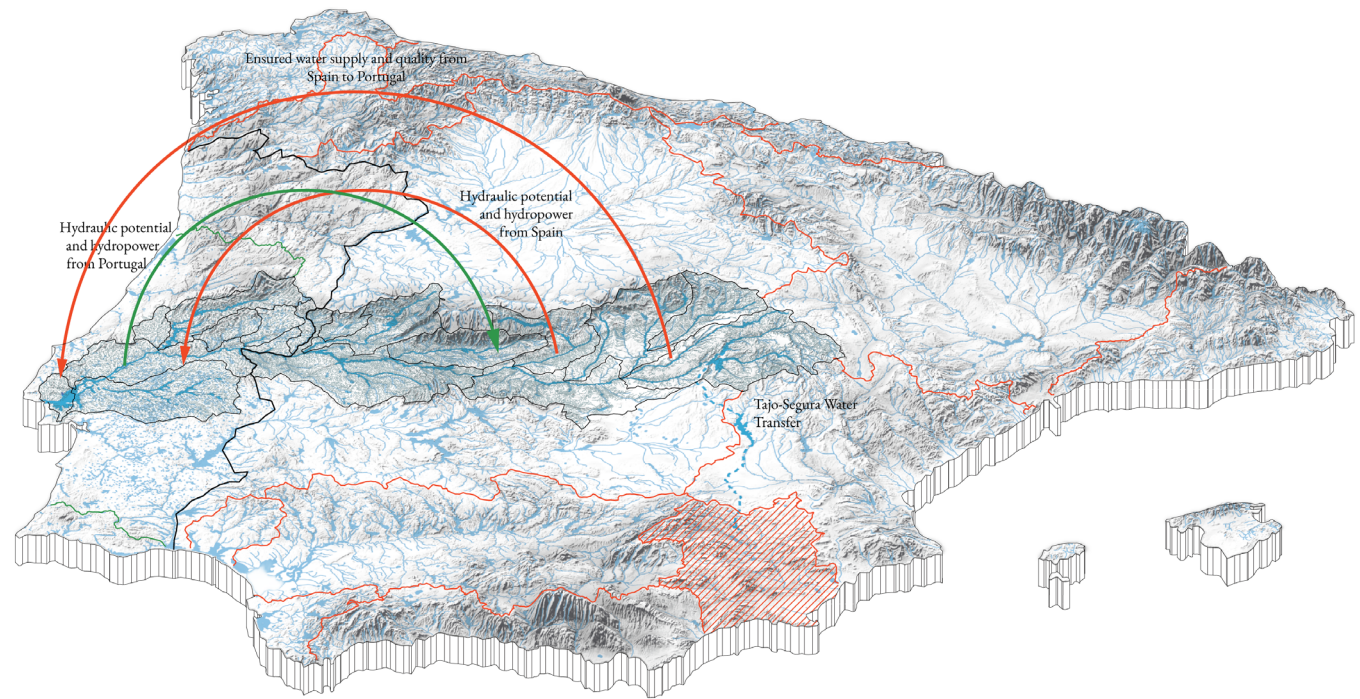 Ensured water supply and quality from
Spain to Portugal
Hydraulic potential
and hydropower
from Spain
Hydraulic potential
and hydropower
from Portugal
Tajo-Segura Water
Transfer